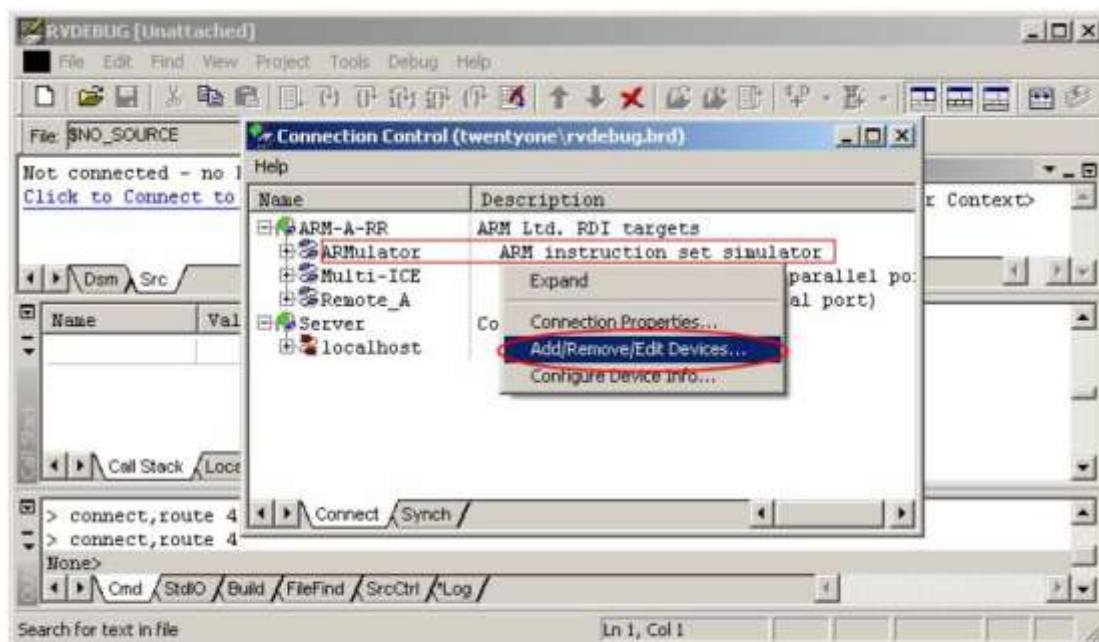 RVDEBUG [Unattached]
File Edit Find View Project Tools Debug Help
File: $NO_SOURCE
Not connected - no
Click to Connect to
r Context>
Dsm Src
Name Val
Call Stack
Call Stack Loca
> connect,route 4
> connect,route 4
None>
Cmd StdIO Build FileFind SrcCtrl *Log
Search for text in file
Ln 1, Col 1
Connection Control (twentyone\rvdebug.brd)
Help
Name Description
ARM-A-RR ARM Ltd. RDI targets
ARMulator ARM instruction set simulator
Multi-ICE parallel po
Remote_A al port)
Server Co
localhost
Expand
Connection Properties...
Add/Remove/Edit Devices...
Configure Device Info...
Connect Synch